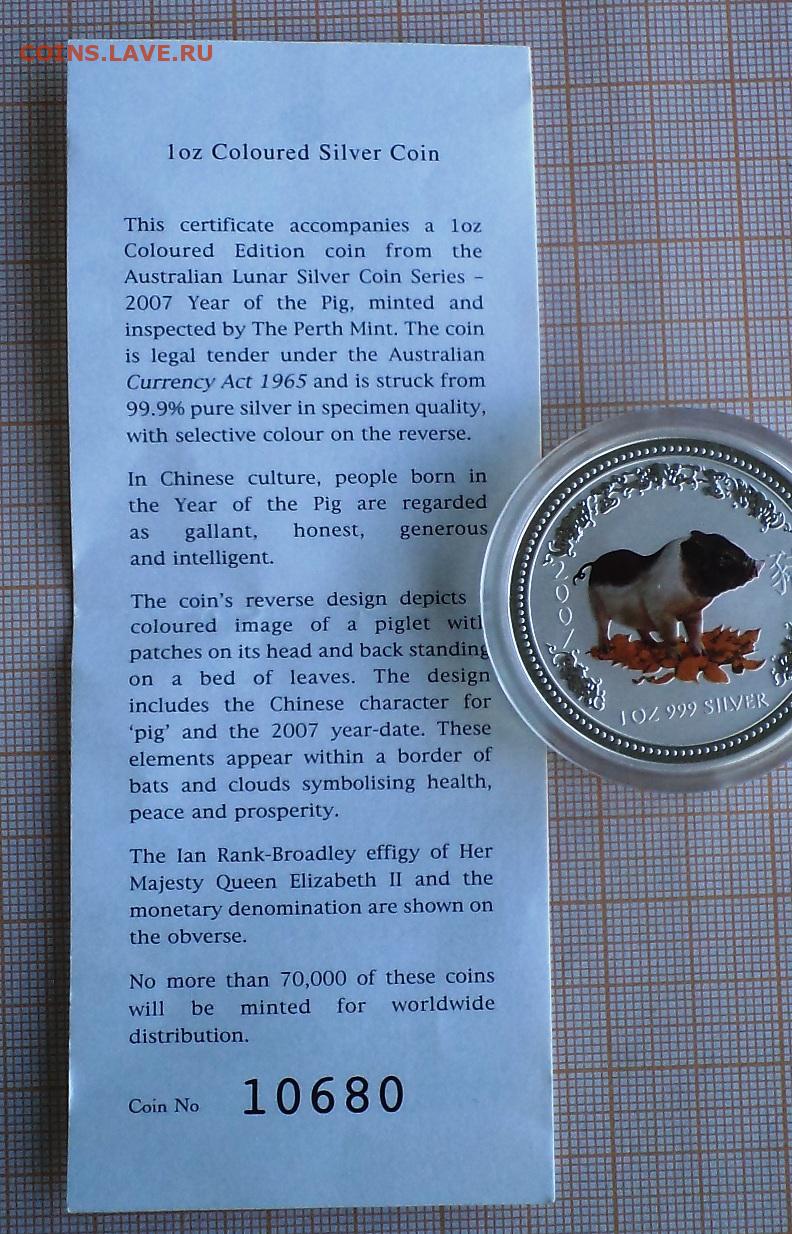 COINS.LAVE.RU
1oz Coloured Silver Coin
This certificate accompanies a 1oz
Coloured Edition coin from the
Australian Lunar Silver Coin Series –
2007 Year of the Pig, minted and
inspected by The Perth Mint. The coin
is legal tender under the Australian
Currency Act 1965 and is struck from
99.9% pure silver in specimen quality,
with selective colour on the reverse.
In Chinese culture, people born in
the Year of the Pig are regarded
as gallant, honest, generous
and intelligent.
The coin's reverse design depicts
coloured image of a piglet with
patches on its head and back standing
on a bed of leaves. The design
includes the Chinese character for
‘pig’ and the 2007 year-date. These
elements appear within a border of
bats and clouds symbolising health,
peace and prosperity.
The Ian Rank-Broadley effigy of Her
Majesty Queen Elizabeth II and the
monetary denomination are shown on
the obverse.
No more than 70,000 of these coins
will be minted for worldwide
distribution.
Coin No 10680
2007
1 OZ 999 SILVER